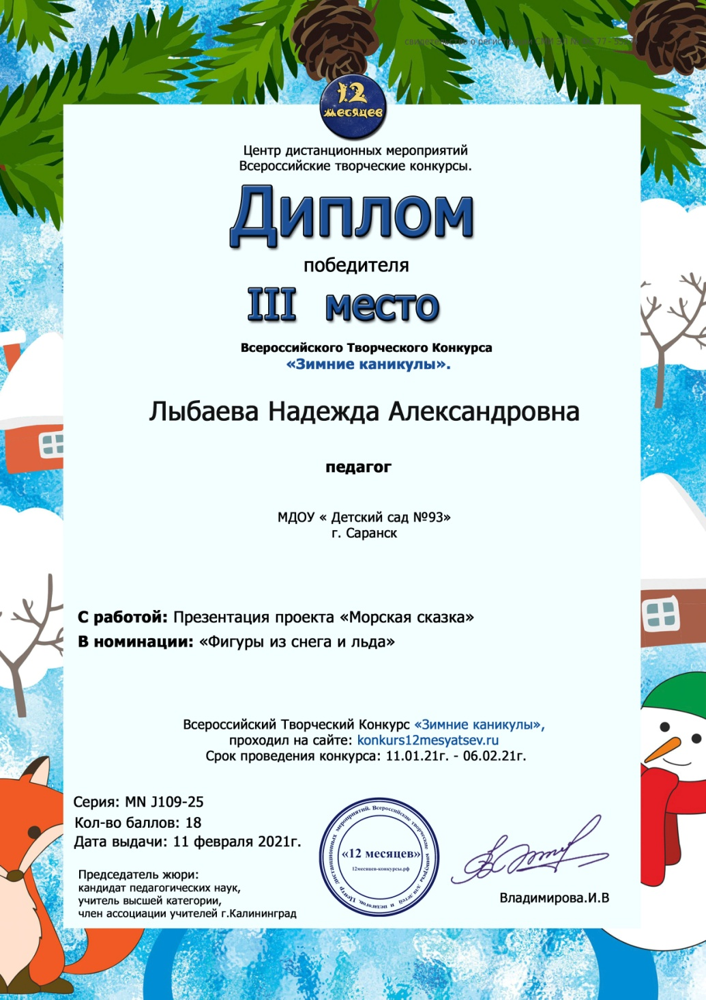 свидетельство о регистрации СМИ ЭЛ № 77 -
12
месяцев
Центр дистанционных мероприятий
Всероссийские творческие конкурсы.
Диплом
победителя
III место
Всероссийского Творческого Конкурса
«Зимние каникулы».
Лыбаева Надежда Александровна
педагог
МДОУ « Детский сад №93»
г. Саранск
С работой: Презентация проекта «Морская сказка»
В номинации: «Фигуры из снега и льда»
Всероссийский Творческий Конкурс «Зимние каникулы»,
проходил на сайте: konkurs12mesyatsev.ru
Срок проведения конкурса: 11.01.21г. - 06.02.21г.
Серия: MN J109-25
Кол-во баллов: 18
Дата выдачи: 11 февраля 2021г.
Председатель жюри:
кандидат педагогических наук,
учитель высшей категории,
член ассоциации учителей г.Калининград
Центр дистанционных мероприятий. Всероссийские творческие конкурсы для детей и педагогов.
«12 месяцев»
12месяцев-конкурсы.рф
Владимирова.И.В